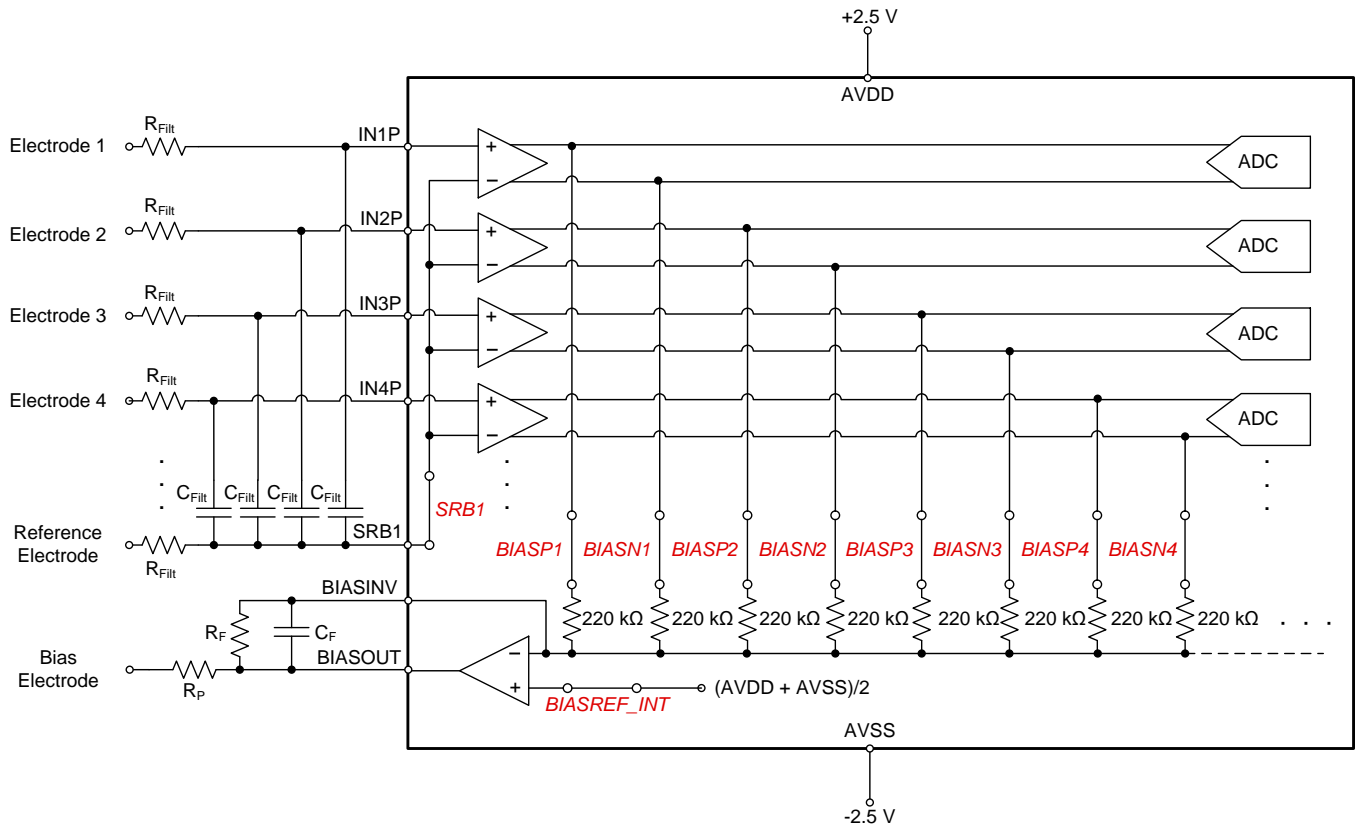 +2.5 V
AVDD
Electrode 1
RFilt
IN1P
+
−
ADC
Electrode 2
RFilt
IN2P
+
−
ADC
Electrode 3
RFilt
IN3P
+
−
ADC
Electrode 4
RFilt
IN4P
+
−
ADC
CFilt CFilt CFilt CFilt
SRB1
SRB1
Reference
Electrode
RFilt
BIASP1 BIASN1 BIASP2 BIASN2 BIASP3 BIASN3 BIASP4 BIASN4
220 kΩ 220 kΩ 220 kΩ 220 kΩ 220 kΩ 220 kΩ 220 kΩ 220 kΩ
BIASINV
RF
CF
BIASOUT
Bias
Electrode
RP
−
+
BIASREF_INT
(AVDD + AVSS)/2
AVSS
-2.5 V